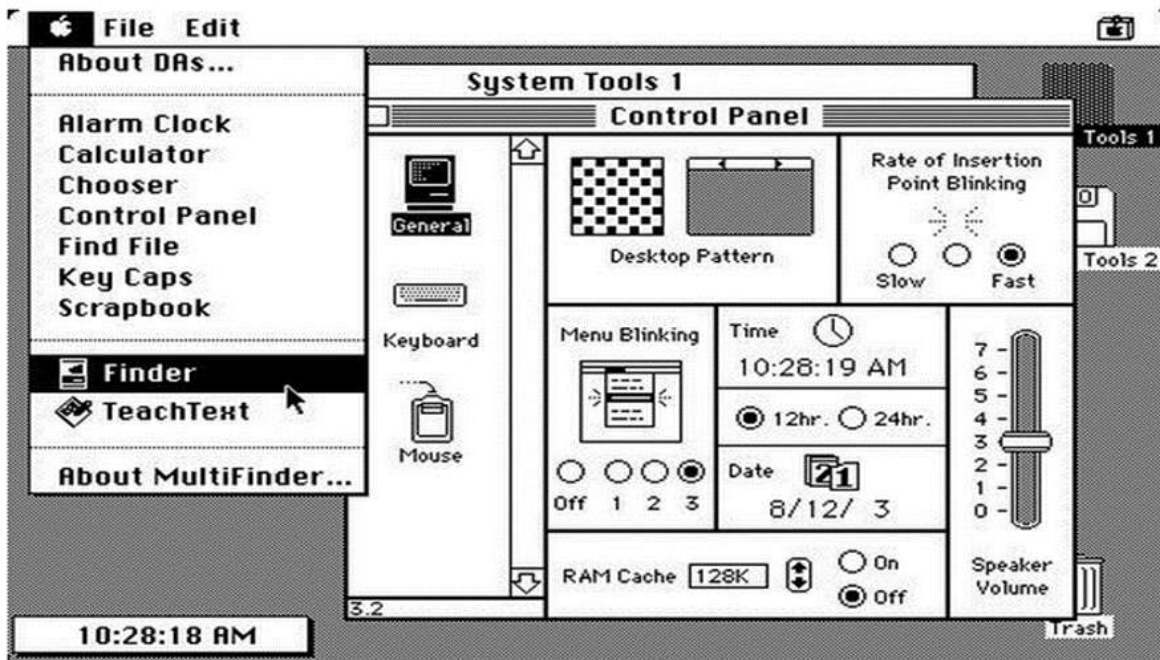 File Edit
About DAs...
Alarm Clock
Calculator
Chooser
Control Panel
Find File
Key Caps
Scrapbook
Finder
TeachText
About MultiFinder...
System Tools 1
Control Panel
General
Keyboard
Mouse
3.2
Desktop Pattern
Rate of Insertion
Point Blinking
Slow Fast
Menu Blinking
Off 1 2 3
Time
10:28:19 AM
12hr. 24hr.
Date
21
8/12/ 3
7
6
5
4
3
2
1
0
Speaker
Volume
RAM Cache 128K
On
Off
Tools 1
Tools 2
Trash
10:28:18 AM